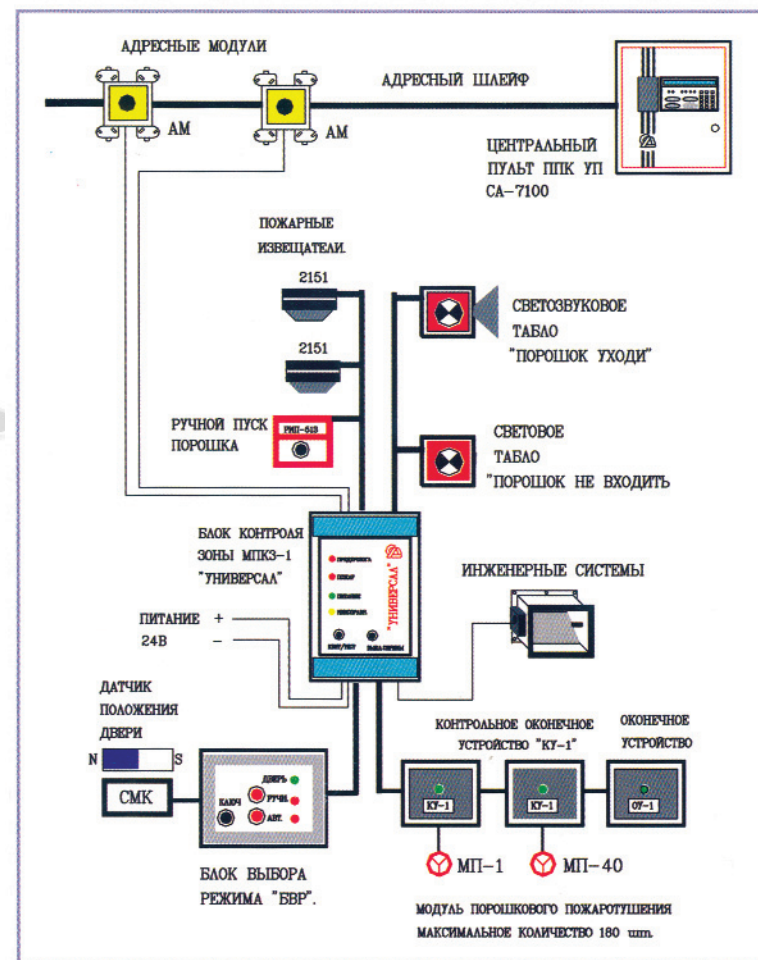 АДРЕСНЫЕ МОДУЛИ
АДРЕСНЫЙ ШЛЕЙФ
АМ
АМ
ЦЕНТРАЛЬНЫЙ
ПУЛЬТ ППК УП
СА-7100
ПОЖАРНЫЕ
ИЗВЕЩАТЕЛИ.
2151
2151
СВЕТОЗВУКОВОЕ
ТАБЛО
"ПОРОШОК УХОДИ"
РУЧНОЙ ПУСК
ПОРОШКА
СВЕТОВОЕ
ТАБЛО
"ПОРОШОК НЕ ВХОДИТЬ
БЛОК КОНТРОЛЯ
ЗОНЫ МПКЗ-1
"УНИВЕРСАЛ"
ПОЖАР
ПИТАНИЕ
"УНИВЕРСАЛ"
ИНЖЕНЕРНЫЕ СИСТЕМЫ
ПИТАНИЕ +
24В −
ДАТЧИК
ПОЛОЖЕНИЯ
ДВЕРИ
N S
СМК
ДВЕРЬ
КЛЮЧ
РУЧН.
АВТ.
БЛОК ВЫБОРА
РЕЖИМА "БВР".
КОНТРОЛЬНОЕ ОКОНЕЧНОЕ
УСТРОЙСТВО "КУ-1"
ОКОНЕЧНОЕ
УСТРОЙСТВО
КУ-1
КУ-1
ОУ-1
МП-1
МП-40
МОДУЛЬ ПОРОШКОВОГО ПОЖАРОТУШЕНИЯ
МАКСИМАЛЬНОЕ КОЛИЧЕСТВО 180 шт.